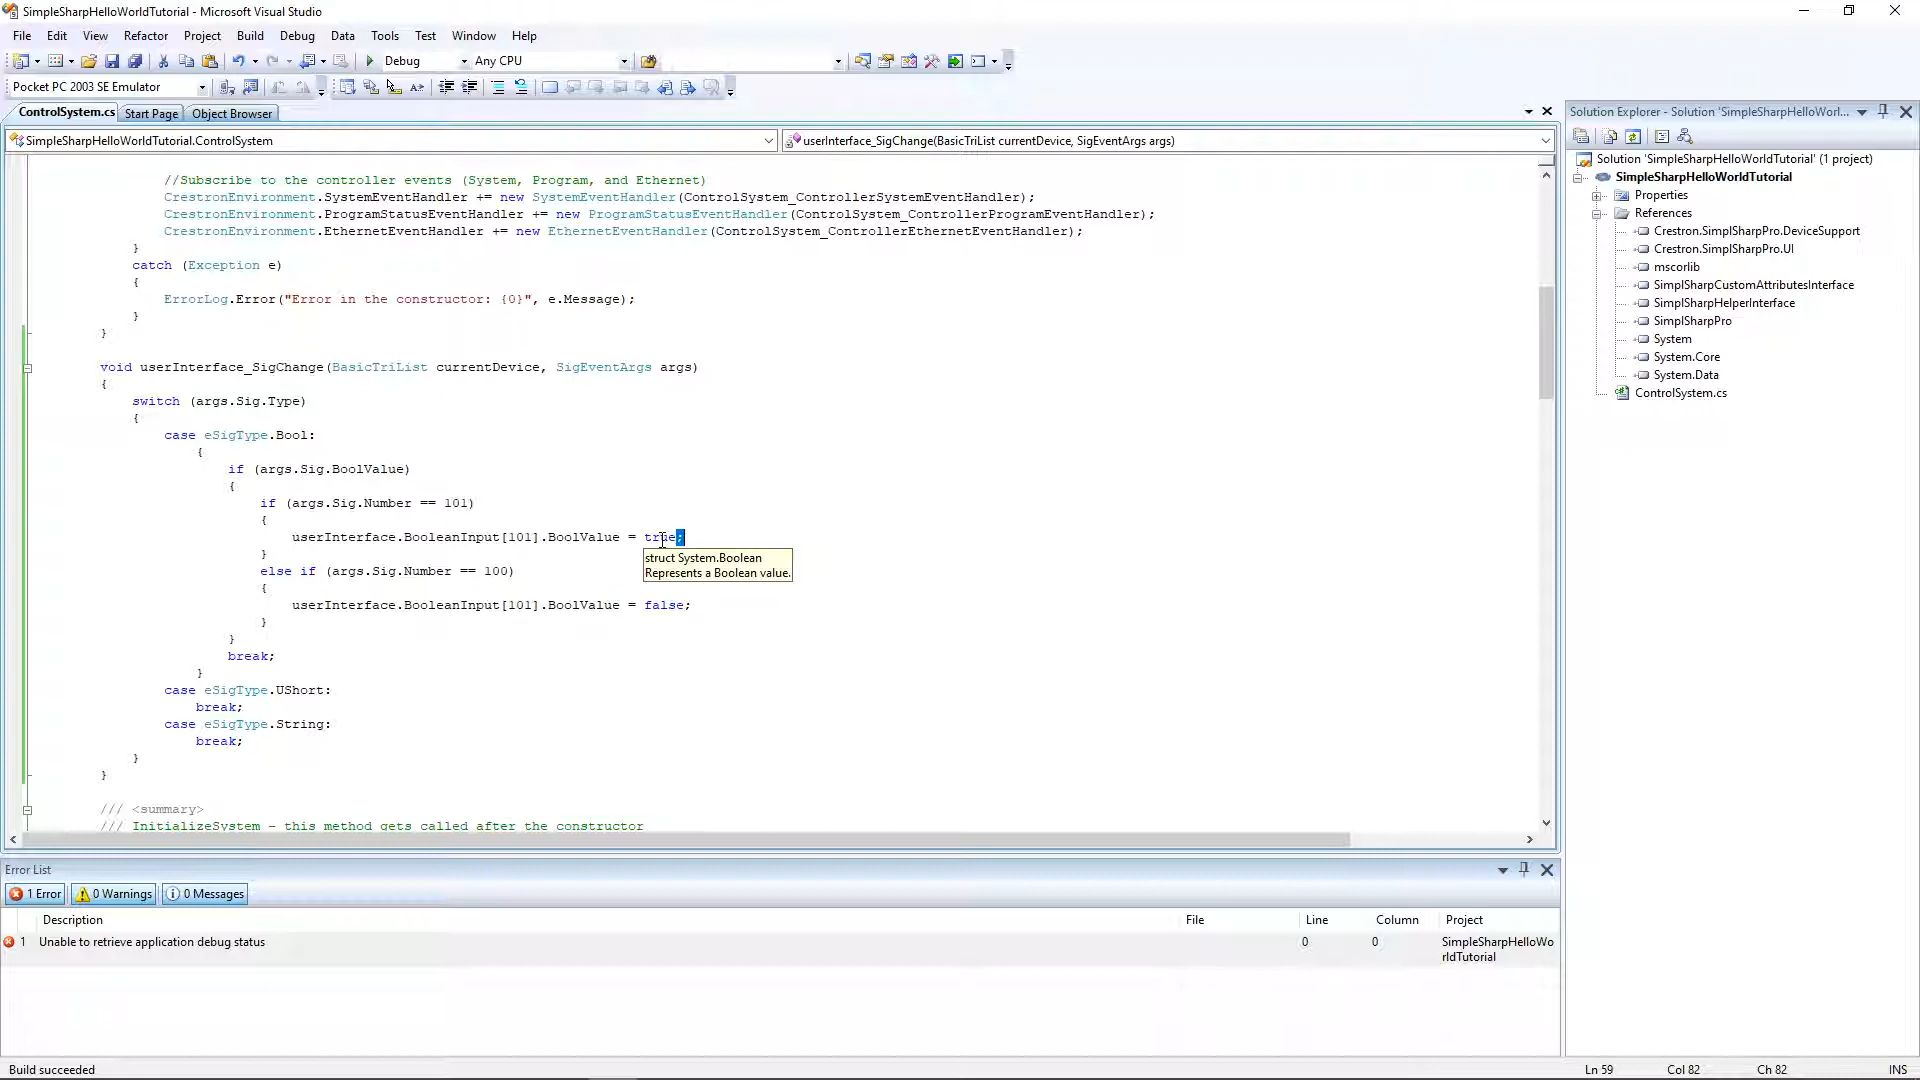 SimpleSharpHelloWorldTutorial - Microsoft Visual Studio
File Edit View Refactor Project Build Debug Data Tools Test Window Help
Debug Any CPU
Pocket PC 2003 SE Emulator
ControlSystem.cs Start Page Object Browser
SimpleSharpHelloWorldTutorial.ControlSystem userInterface_SigChange(BasicTriList currentDevice, SigEventArgs args)
//Subscribe to the controller events (System, Program, and Ethernet)
CrestronEnvironment.SystemEventHandler += new SystemEventHandler(ControlSystem_ControllerSystemEventHandler);
CrestronEnvironment.ProgramStatusEventHandler += new ProgramStatusEventHandler(ControlSystem_ControllerProgramEventHandler);
CrestronEnvironment.EthernetEventHandler += new EthernetEventHandler(ControlSystem_ControllerEthernetEventHandler);
}
catch (Exception e)
{
ErrorLog.Error("Error in the constructor: {0}", e.Message);
}
}
void userInterface_SigChange(BasicTriList currentDevice, SigEventArgs args)
{
switch (args.Sig.Type)
{
case eSigType.Bool:
{
if (args.Sig.BoolValue)
{
if (args.Sig.Number == 101)
{
userInterface.BooleanInput[101].BoolValue = true;
}
else if (args.Sig.Number == 100)
{
userInterface.BooleanInput[101].BoolValue = false;
}
}
break;
}
case eSigType.UShort:
break;
case eSigType.String:
break;
}
}
/// <summary>
/// InitializeSystem - this method gets called after the constructor
struct System.Boolean
Represents a Boolean value.
Solution Explorer - Solution 'SimpleSharpHelloWorl...
Solution 'SimpleSharpHelloWorldTutorial' (1 project)
SimpleSharpHelloWorldTutorial
Properties
References
Crestron.SimplSharpPro.DeviceSupport
Crestron.SimplSharpPro.UI
mscorlib
SimplSharpCustomAttributesInterface
SimplSharpHelperInterface
SimplSharpPro
System
System.Core
System.Data
ControlSystem.cs
Error List
1 Error 0 Warnings 0 Messages
Description File Line Column Project
1 Unable to retrieve application debug status 0 0 SimpleSharpHelloWo
rldTutorial
Build succeeded Ln 59 Col 82 Ch 82 INS